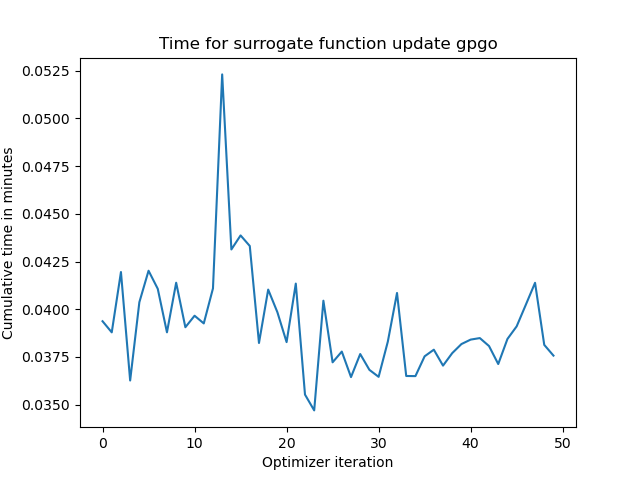 Time for surrogate function update gpgo
Cumulative time in minutes
0.0525
0.0500
0.0475
0.0450
0.0425
0.0400
0.0375
0.0350
0 10 20 30 40 50
Optimizer iteration